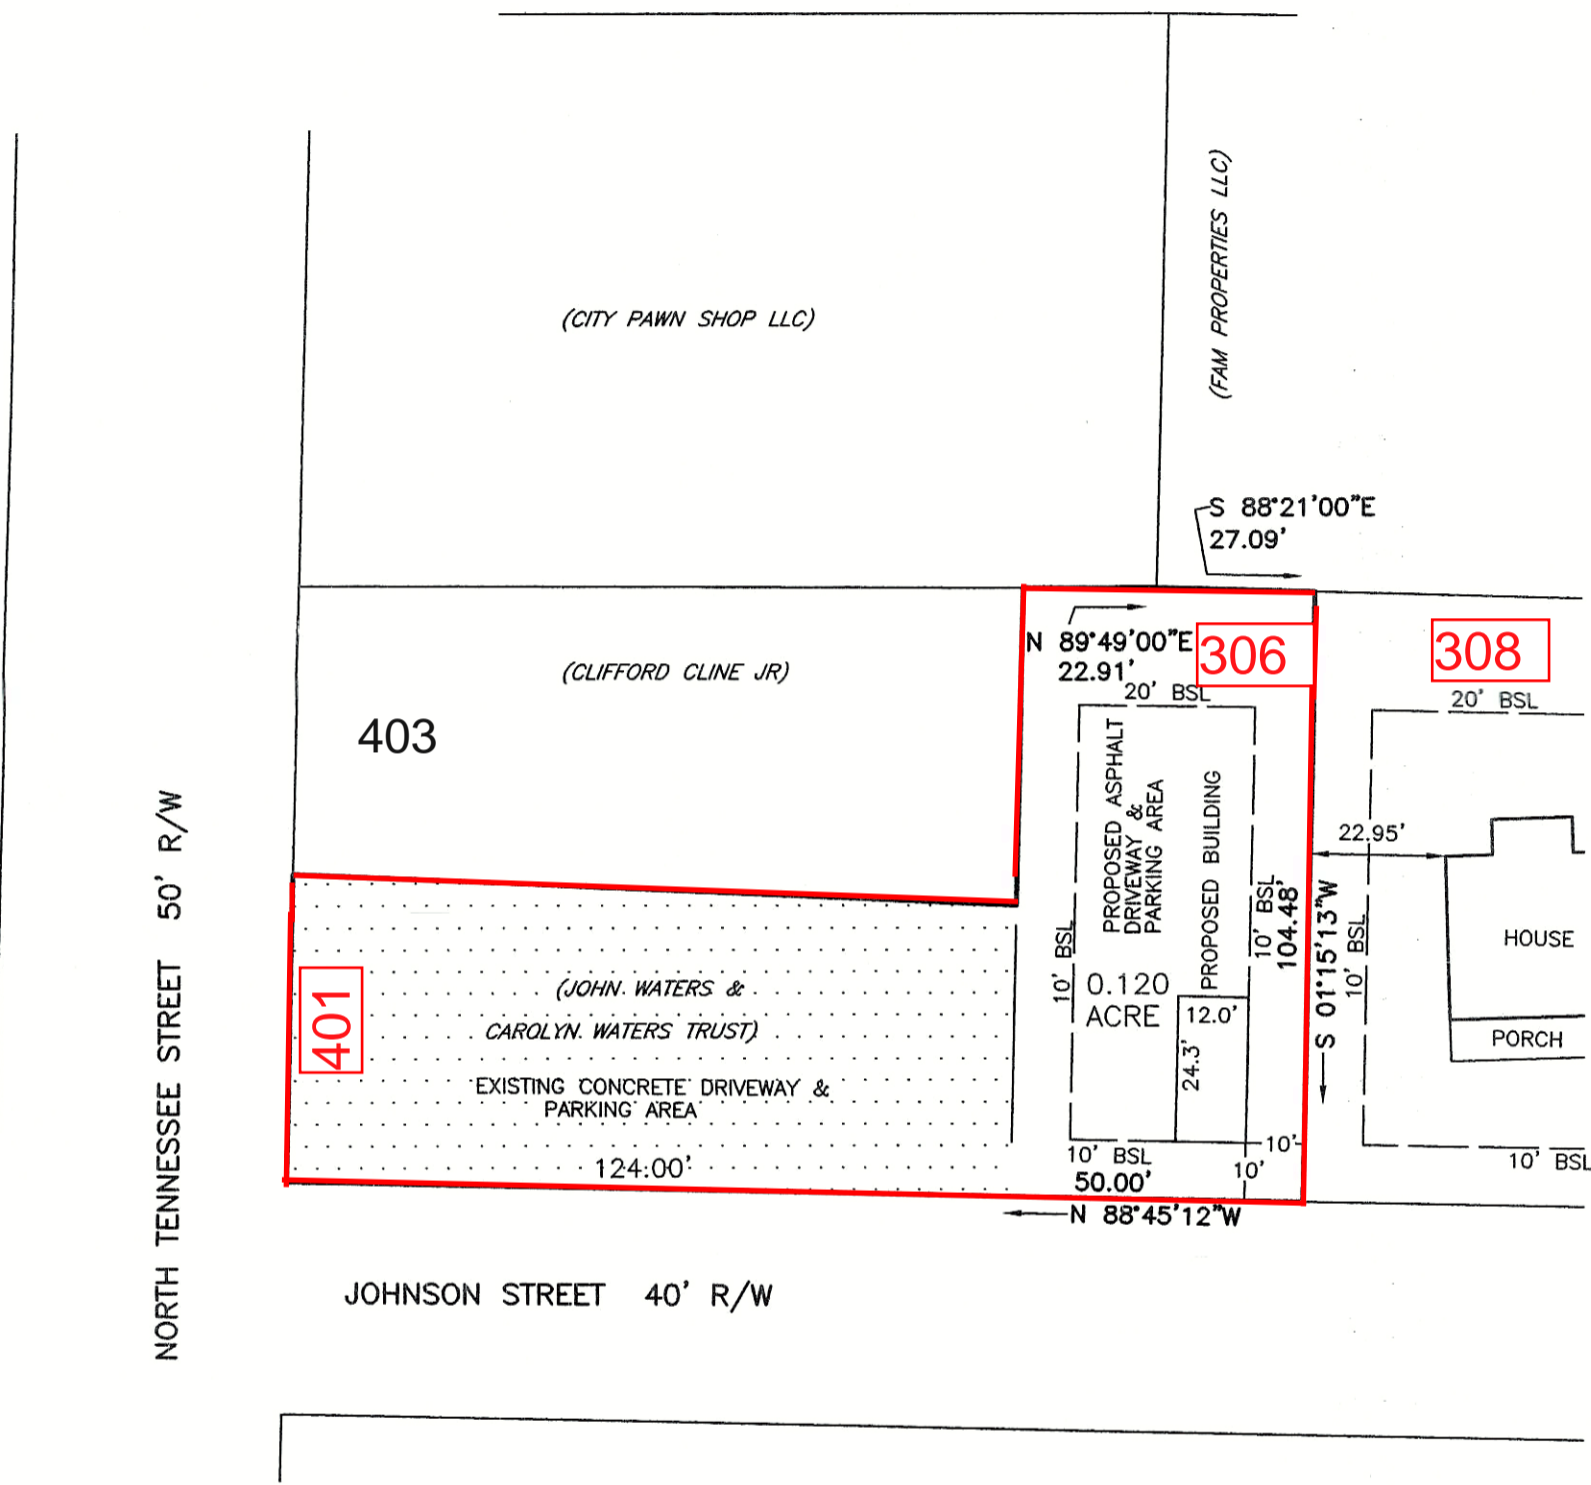 (CITY PAWN SHOP LLC)
(FAM PROPERTIES LLC)
S 88°21'00"E
27.09'
N 89°49'00"E
22.91'
306
308
(CLIFFORD CLINE JR)
403
20' BSL
20' BSL
PROPOSED ASPHALT
DRIVEWAY &
PARKING AREA
PROPOSED BUILDING
22.95'
10' BSL
104.48'
S 01°15'13"W
10' BSL
HOUSE
PORCH
10' BSL
0.120
ACRE
12.0'
24.3'
401
(JOHN WATERS &
CAROLYN WATERS TRUST)
EXISTING CONCRETE DRIVEWAY &
PARKING AREA
124.00'
10' BSL
50.00'
10'
10'
10' BSL
N 88°45'12"W
NORTH TENNESSEE STREET 50' R/W
JOHNSON STREET 40' R/W